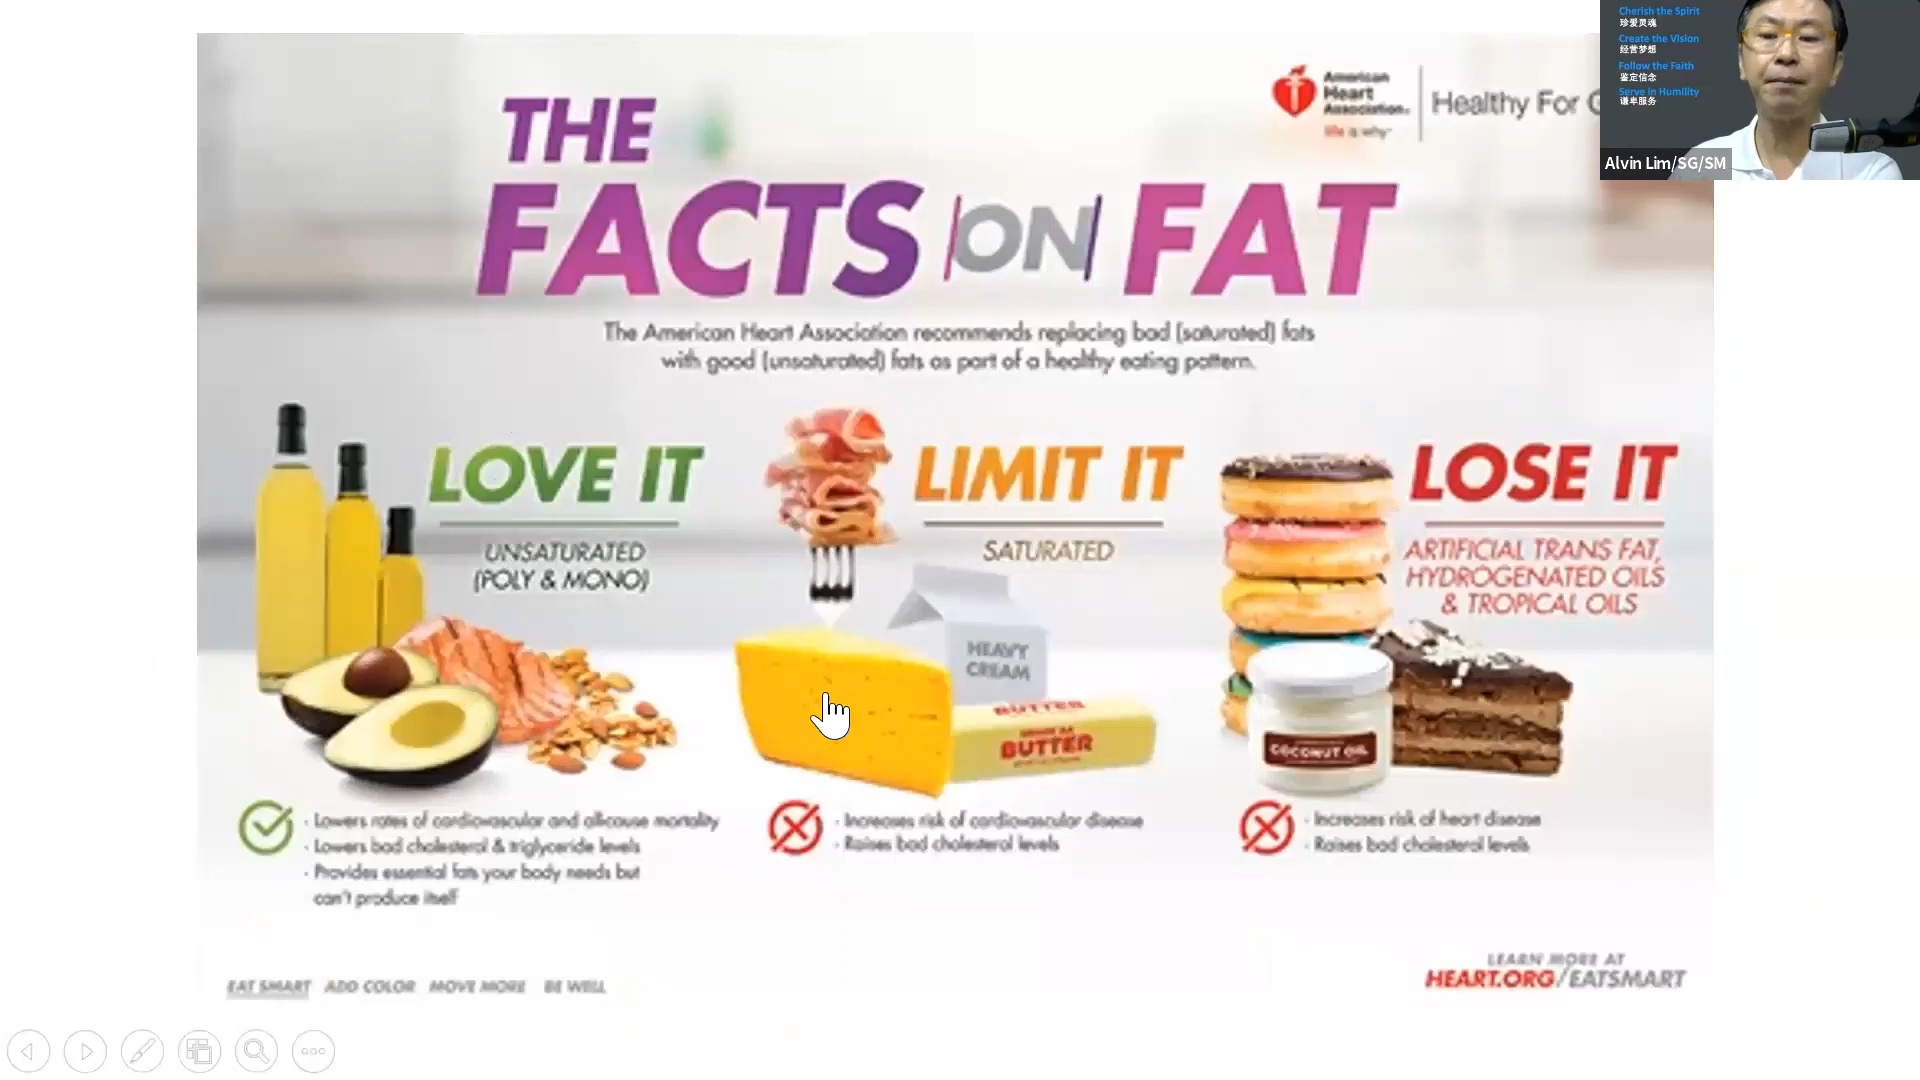 Cherish the Spirit
珍爱灵魂
Create the Vision
经营梦想
Follow the Faith
鉴定信念
Serve in Humility
谦卑服务
Alvin Lim/SG/SM
American
Heart
Association®
life is why™
Healthy For G
THE
FACTS ON FAT
The American Heart Association recommends replacing bad (saturated) fats
with good (unsaturated) fats as part of a healthy eating pattern.
LOVE IT
UNSATURATED
(POLY & MONO)
· Lowers rates of cardiovascular and all-cause mortality
· Lowers bad cholesterol & triglyceride levels
· Provides essential fats your body needs but
can't produce itself
LIMIT IT
SATURATED
HEAVY
CREAM
BUTTER
BUTTER
· Increases risk of cardiovascular disease
· Raises bad cholesterol levels
LOSE IT
ARTIFICIAL TRANS FAT,
HYDROGENATED OILS
& TROPICAL OILS
COCONUT OIL
· Increases risk of heart disease
· Raises bad cholesterol levels
EAT SMART ADD COLOR MOVE MORE BE WELL
LEARN MORE AT
HEART.ORG/EATSMART